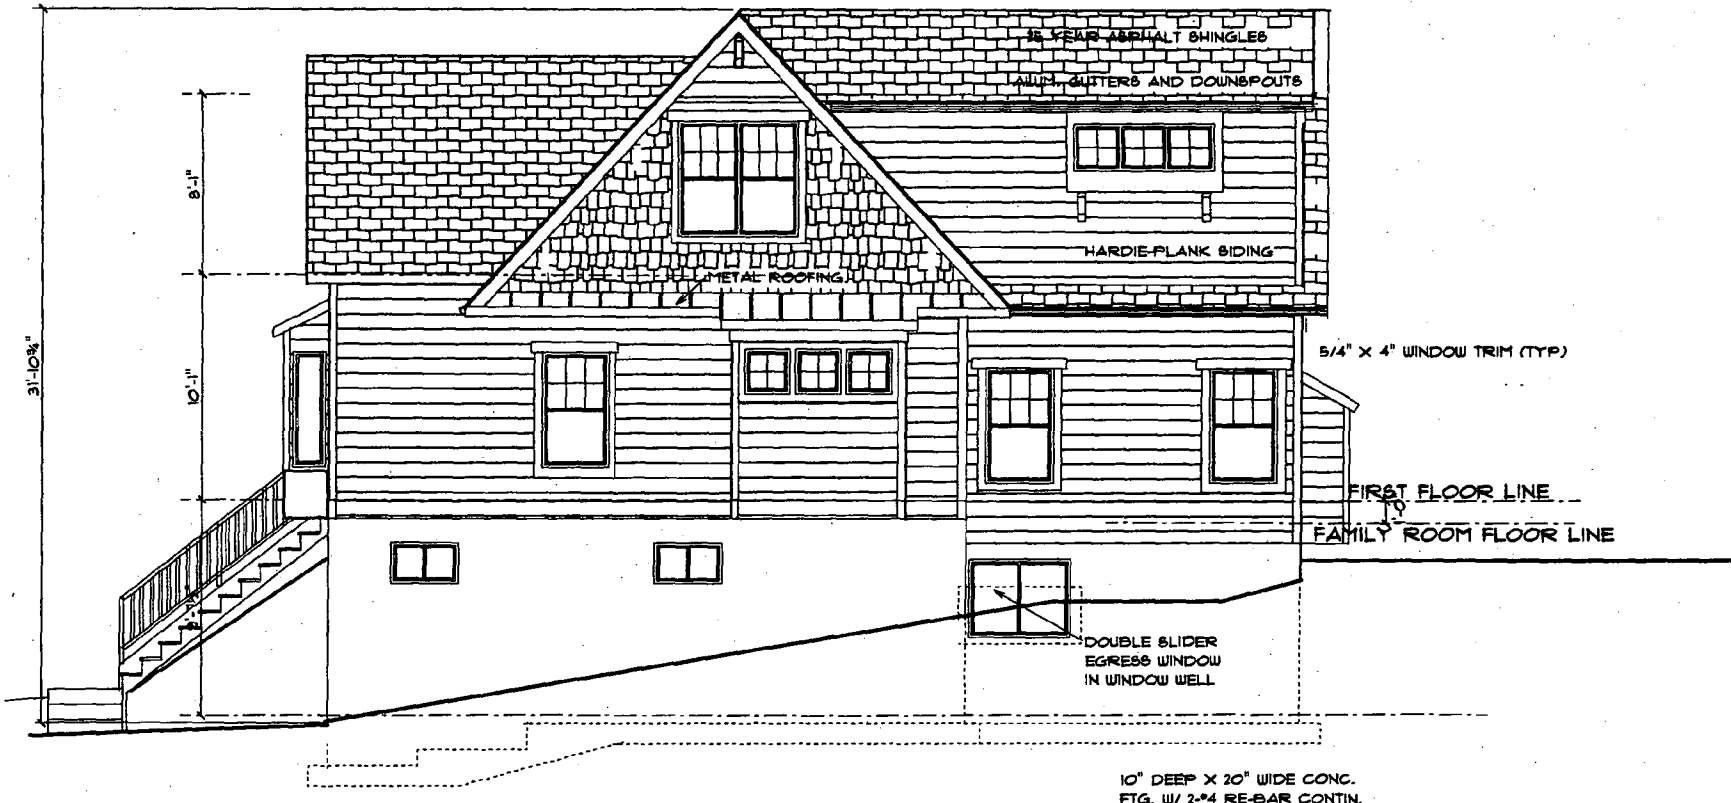 YEAR ASPHALT SHINGLES
ALUM. GUTTERS AND DOWNSPOUTS
8'-1"
HARDIE-PLANK SIDING
METAL ROOFING
31'-10¾"
10'-1"
5/4" X 4" WINDOW TRIM (TYP)
FIRST FLOOR LINE
FAMILY ROOM FLOOR LINE
DOUBLE SLIDER
EGRESS WINDOW
IN WINDOW WELL
10" DEEP X 20" WIDE CONC.
FTG. W/ 2-#4 RE-BAR CONTIN.